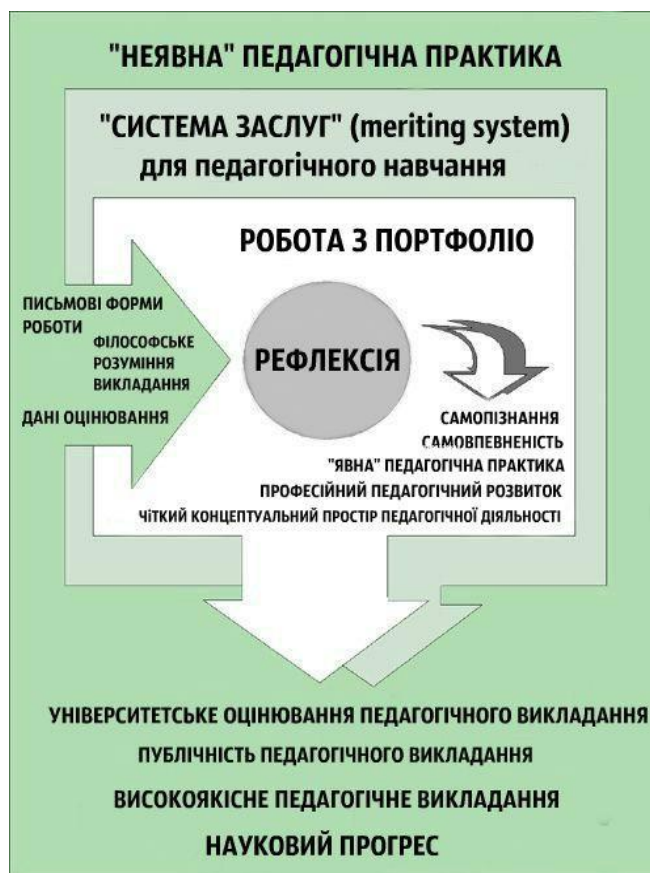 "НЕЯВНА" ПЕДАГОГІЧНА ПРАКТИКА
"СИСТЕМА ЗАСЛУГ" (meriting system)
для педагогічного навчання
РОБОТА З ПОРТФОЛІО
ПИСЬМОВІ ФОРМИ
РОБОТИ
ФІЛОСОФСЬКЕ
РОЗУМІННЯ
ВИКЛАДАННЯ
ДАНІ ОЦІНЮВАННЯ
РЕФЛЕКСІЯ
САМОПІЗНАННЯ
САМОВПЕВНЕНІСТЬ
"ЯВНА" ПЕДАГОГІЧНА ПРАКТИКА
ПРОФЕСІЙНИЙ ПЕДАГОГІЧНИЙ РОЗВИТОК
ЧІТКИЙ КОНЦЕПТУАЛЬНИЙ ПРОСТІР ПЕДАГОГІЧНОЇ ДІЯЛЬНОСТІ
УНІВЕРСИТЕТСЬКЕ ОЦІНЮВАННЯ ПЕДАГОГІЧНОГО ВИКЛАДАННЯ
ПУБЛІЧНІСТЬ ПЕДАГОГІЧНОГО ВИКЛАДАННЯ
ВИСОКОЯКІСНЕ ПЕДАГОГІЧНЕ ВИКЛАДАННЯ
НАУКОВИЙ ПРОГРЕС